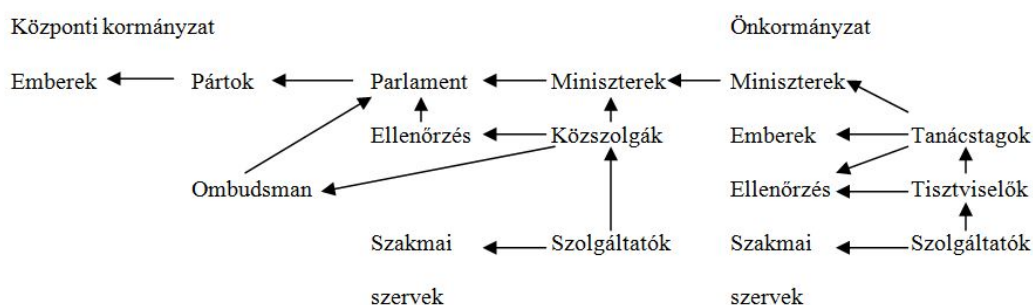 Központi kormányzat Önkormányzat
Emberek Pártok Parlament Miniszterek Miniszterek
Ellenőrzés Közszolgák Emberek Tanácstagok
Ombudsman Ellenőrzés Tisztviselők
Szakmai Szolgáltatók Szakmai Szolgáltatók
szervek szervek